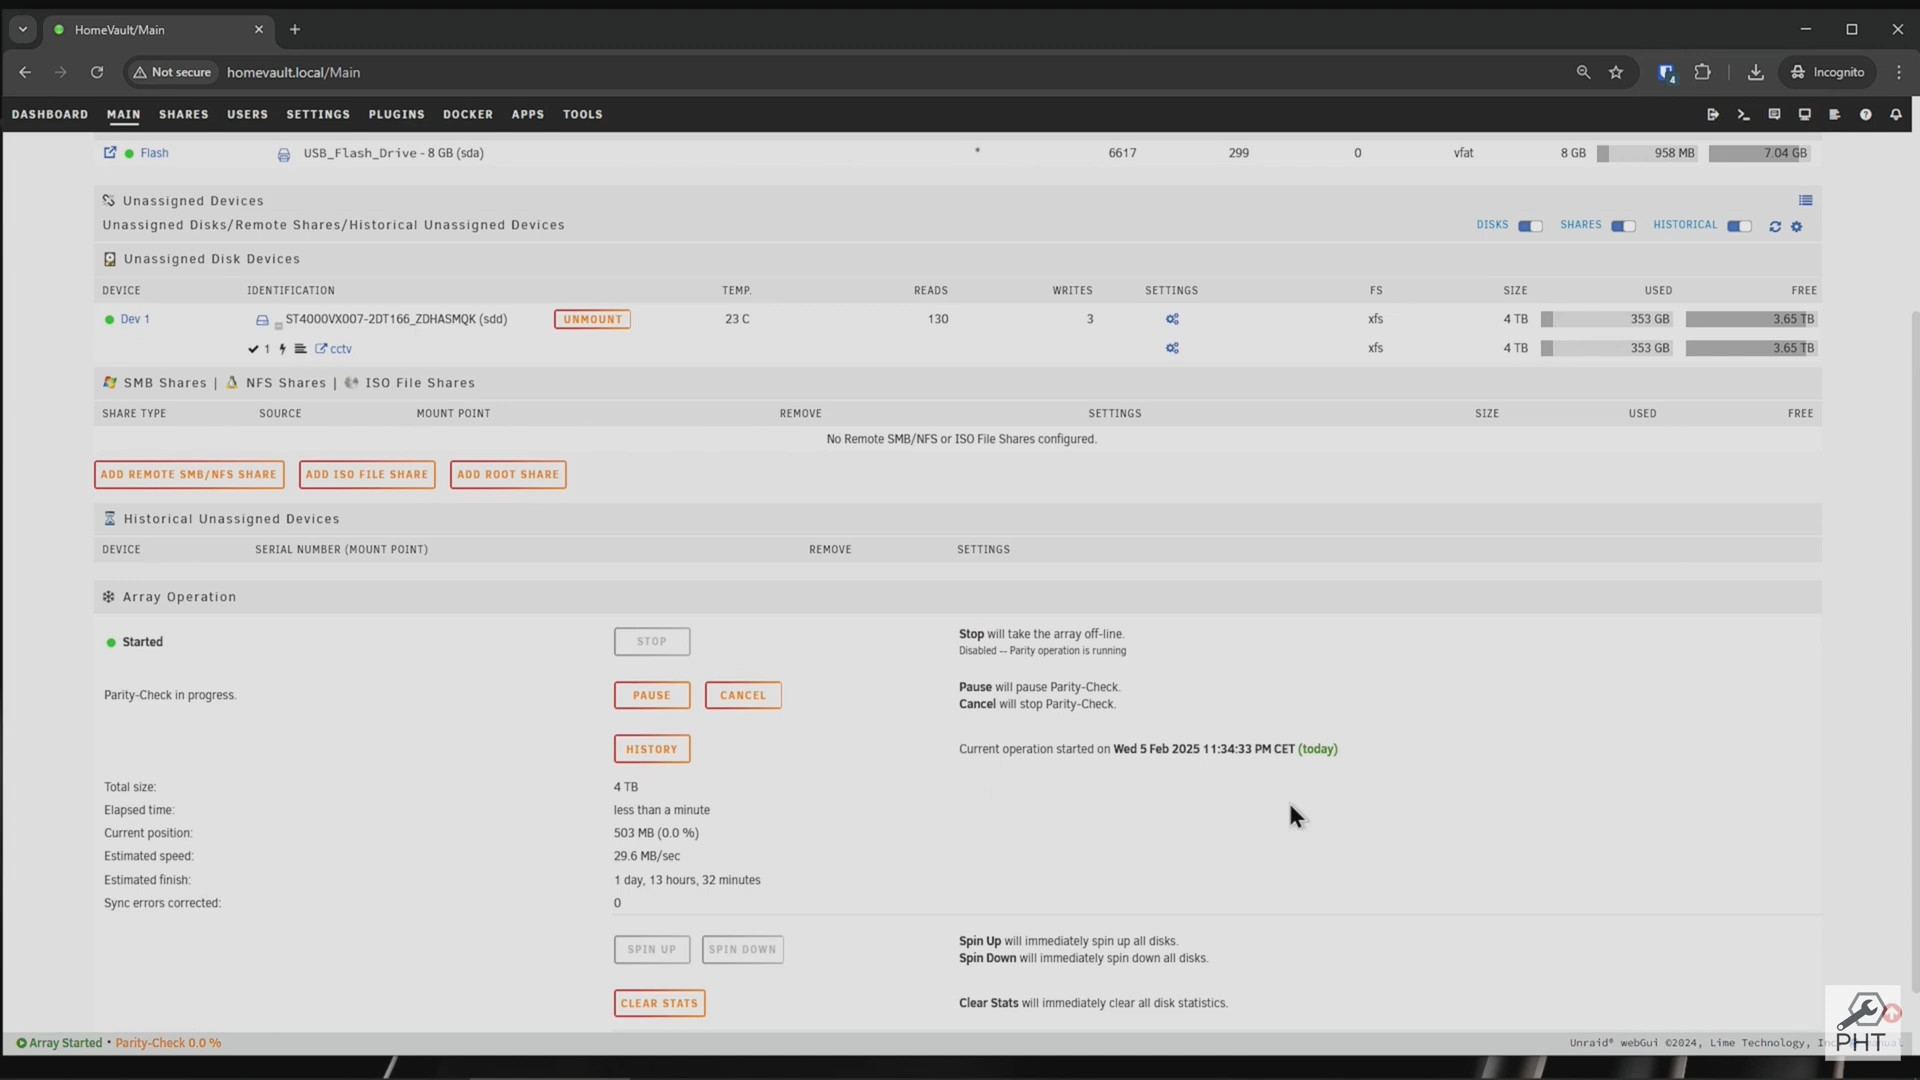 HomeVault/Main
Not secure homevault.local/Main
4
Incognito
DASHBOARD MAIN SHARES USERS SETTINGS PLUGINS DOCKER APPS TOOLS
Flash USB_Flash_Drive - 8 GB (sda) * 6617 299 0 vfat 8 GB 958 MB 7.04 GB
Unassigned Devices
Unassigned Disks/Remote Shares/Historical Unassigned Devices DISKS SHARES HISTORICAL
Unassigned Disk Devices
DEVICE IDENTIFICATION TEMP. READS WRITES SETTINGS FS SIZE USED FREE
Dev 1 ST4000VX007-2DT166_ZDHASMQK (sdd) UNMOUNT 23 C 130 3 xfs 4 TB 353 GB 3.65 TB
1 cctv xfs 4 TB 353 GB 3.65 TB
SMB Shares | NFS Shares | ISO File Shares
SHARE TYPE SOURCE MOUNT POINT REMOVE SETTINGS SIZE USED FREE
No Remote SMB/NFS or ISO File Shares configured.
ADD REMOTE SMB/NFS SHARE ADD ISO FILE SHARE ADD ROOT SHARE
Historical Unassigned Devices
DEVICE SERIAL NUMBER (MOUNT POINT) REMOVE SETTINGS
Array Operation
Started STOP Stop will take the array off-line.
Disabled -- Parity operation is running
Parity-Check in progress. PAUSE CANCEL Pause will pause Parity-Check.
Cancel will stop Parity-Check.
HISTORY Current operation started on Wed 5 Feb 2025 11:34:33 PM CET (today)
Total size: 4 TB
Elapsed time: less than a minute
Current position: 503 MB (0.0 %)
Estimated speed: 29.6 MB/sec
Estimated finish: 1 day, 13 hours, 32 minutes
Sync errors corrected: 0
SPIN UP SPIN DOWN Spin Up will immediately spin up all disks.
Spin Down will immediately spin down all disks.
CLEAR STATS Clear Stats will immediately clear all disk statistics.
Array Started • Parity-Check 0.0 % Unraid® webGui ©2024, Lime Technology,
PHT